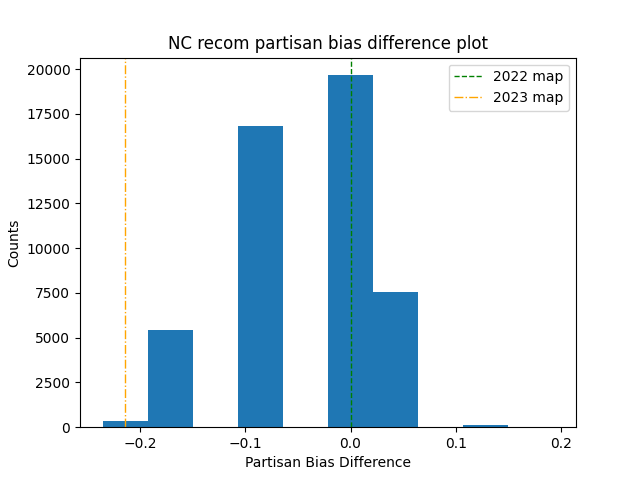 NC recom partisan bias difference plot
2022 map
2023 map
20000
17500
15000
12500
10000
7500
5000
2500
0
Counts
−0.2
−0.1
0.0
0.1
0.2
Partisan Bias Difference